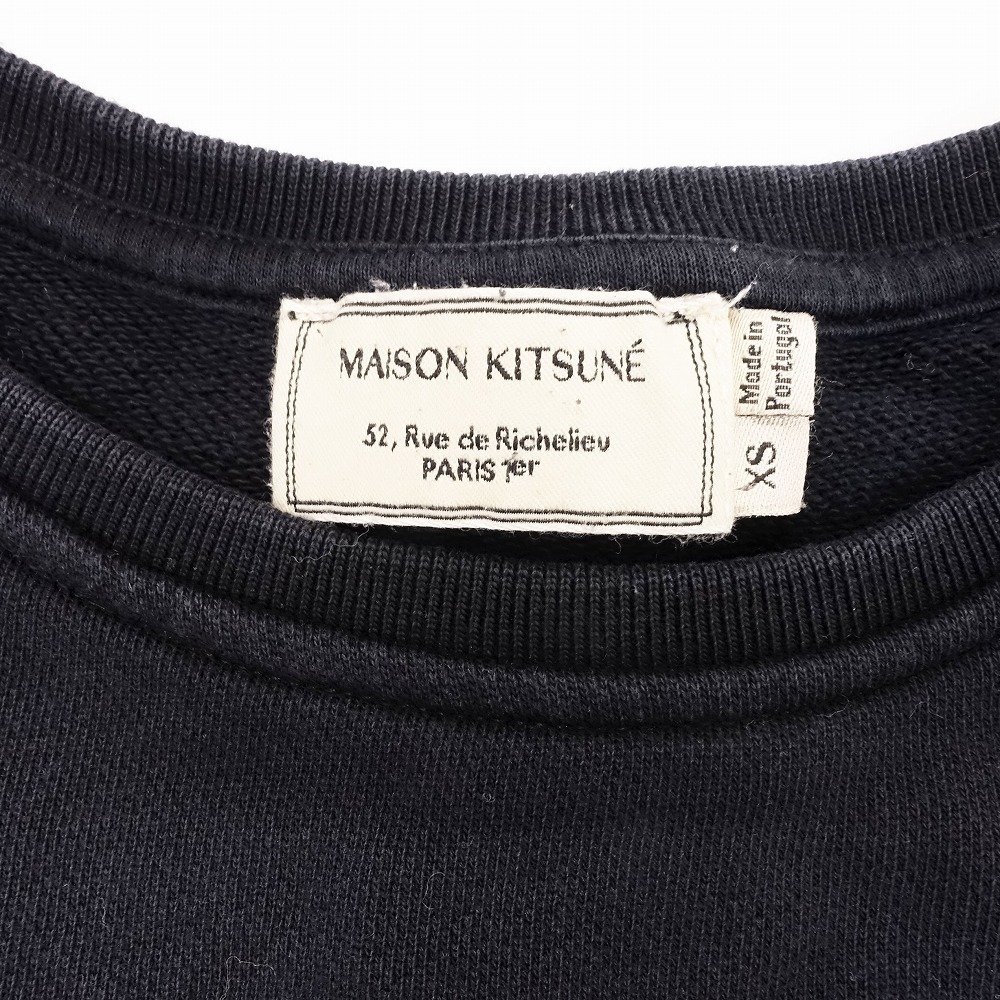 MAISON KITSUNÉ
52, Rue de Richelieu
PARIS 1er
Made in
Portugal
XS